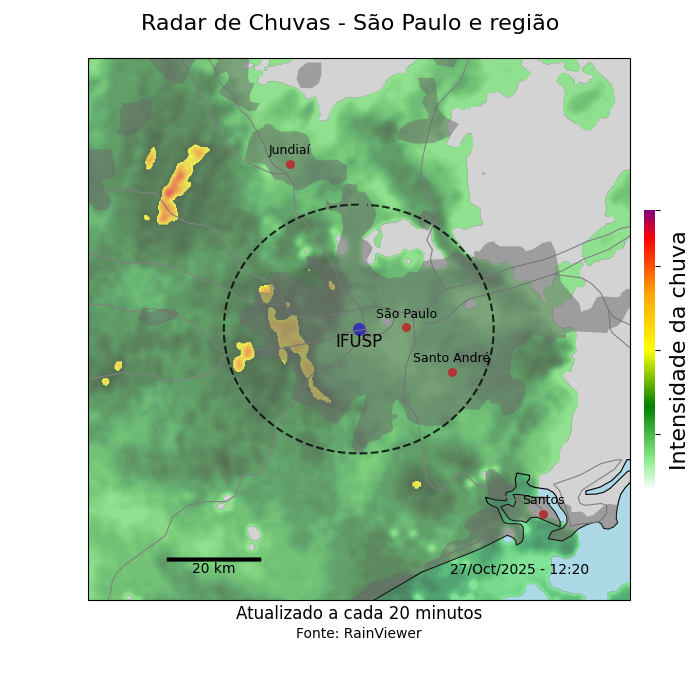 Radar de Chuvas - São Paulo e região
Jundiaí
São Paulo
IFUSP
Santo André
Santos
20 km
27/Oct/2025 - 12:20
Intensidade da chuva
Atualizado a cada 20 minutos
Fonte: RainViewer